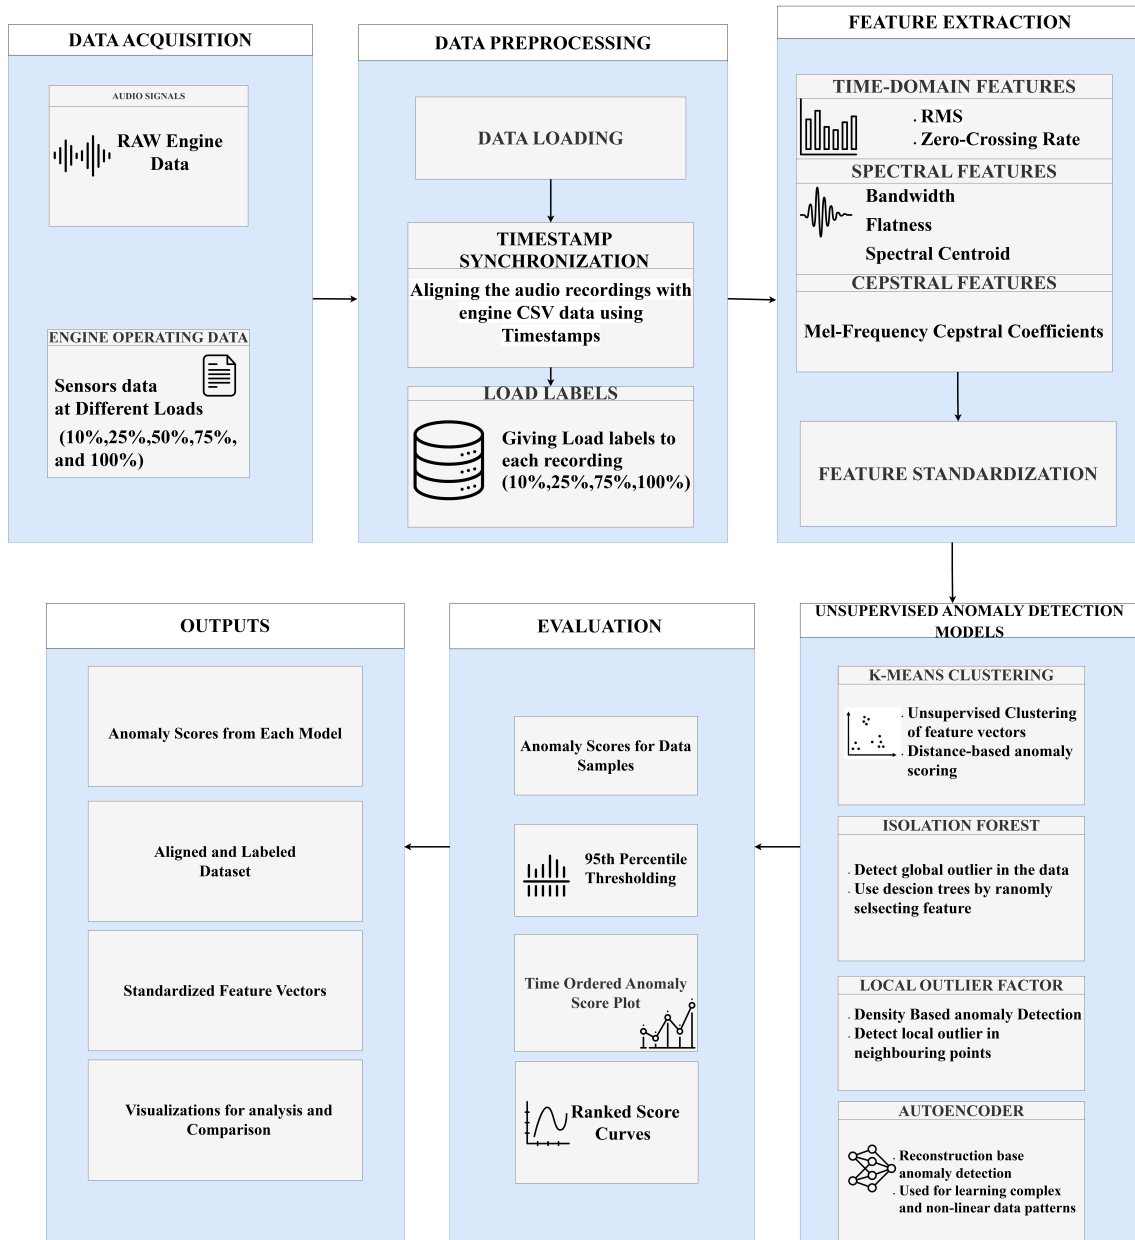 DATA ACQUISITION
AUDIO SIGNALS
RAW Engine
Data
ENGINE OPERATING DATA
Sensors data
at Different Loads
(10%,25%,50%,75%,
and 100%)
DATA PREPROCESSING
DATA LOADING
TIMESTAMP
SYNCHRONIZATION
Aligning the audio recordings with
engine CSV data using
Timestamps
LOAD LABELS
Giving Load labels to
each recording
(10%,25%,75%,100%)
FEATURE EXTRACTION
TIME-DOMAIN FEATURES
. RMS
. Zero-Crossing Rate
SPECTRAL FEATURES
Bandwidth
Flatness
Spectral Centroid
CEPSTRAL FEATURES
Mel-Frequency Cepstral Coefficients
FEATURE STANDARDIZATION
UNSUPERVISED ANOMALY DETECTION
MODELS
K-MEANS CLUSTERING
. Unsupervised Clustering
of feature vectors
. Distance-based anomaly
scoring
ISOLATION FOREST
. Detect global outlier in the data
. Use descion trees by ranomly
selsecting feature
LOCAL OUTLIER FACTOR
. Density Based anomaly Detection
. Detect local outlier in
neighbouring points
AUTOENCODER
. Reconstruction base
anomaly detection
. Used for learning complex
and non-linear data patterns
EVALUATION
Anomaly Scores for Data
Samples
95th Percentile
Thresholding
Time Ordered Anomaly
Score Plot
Ranked Score
Curves
OUTPUTS
Anomaly Scores from Each Model
Aligned and Labeled
Dataset
Standardized Feature Vectors
Visualizations for analysis and
Comparison